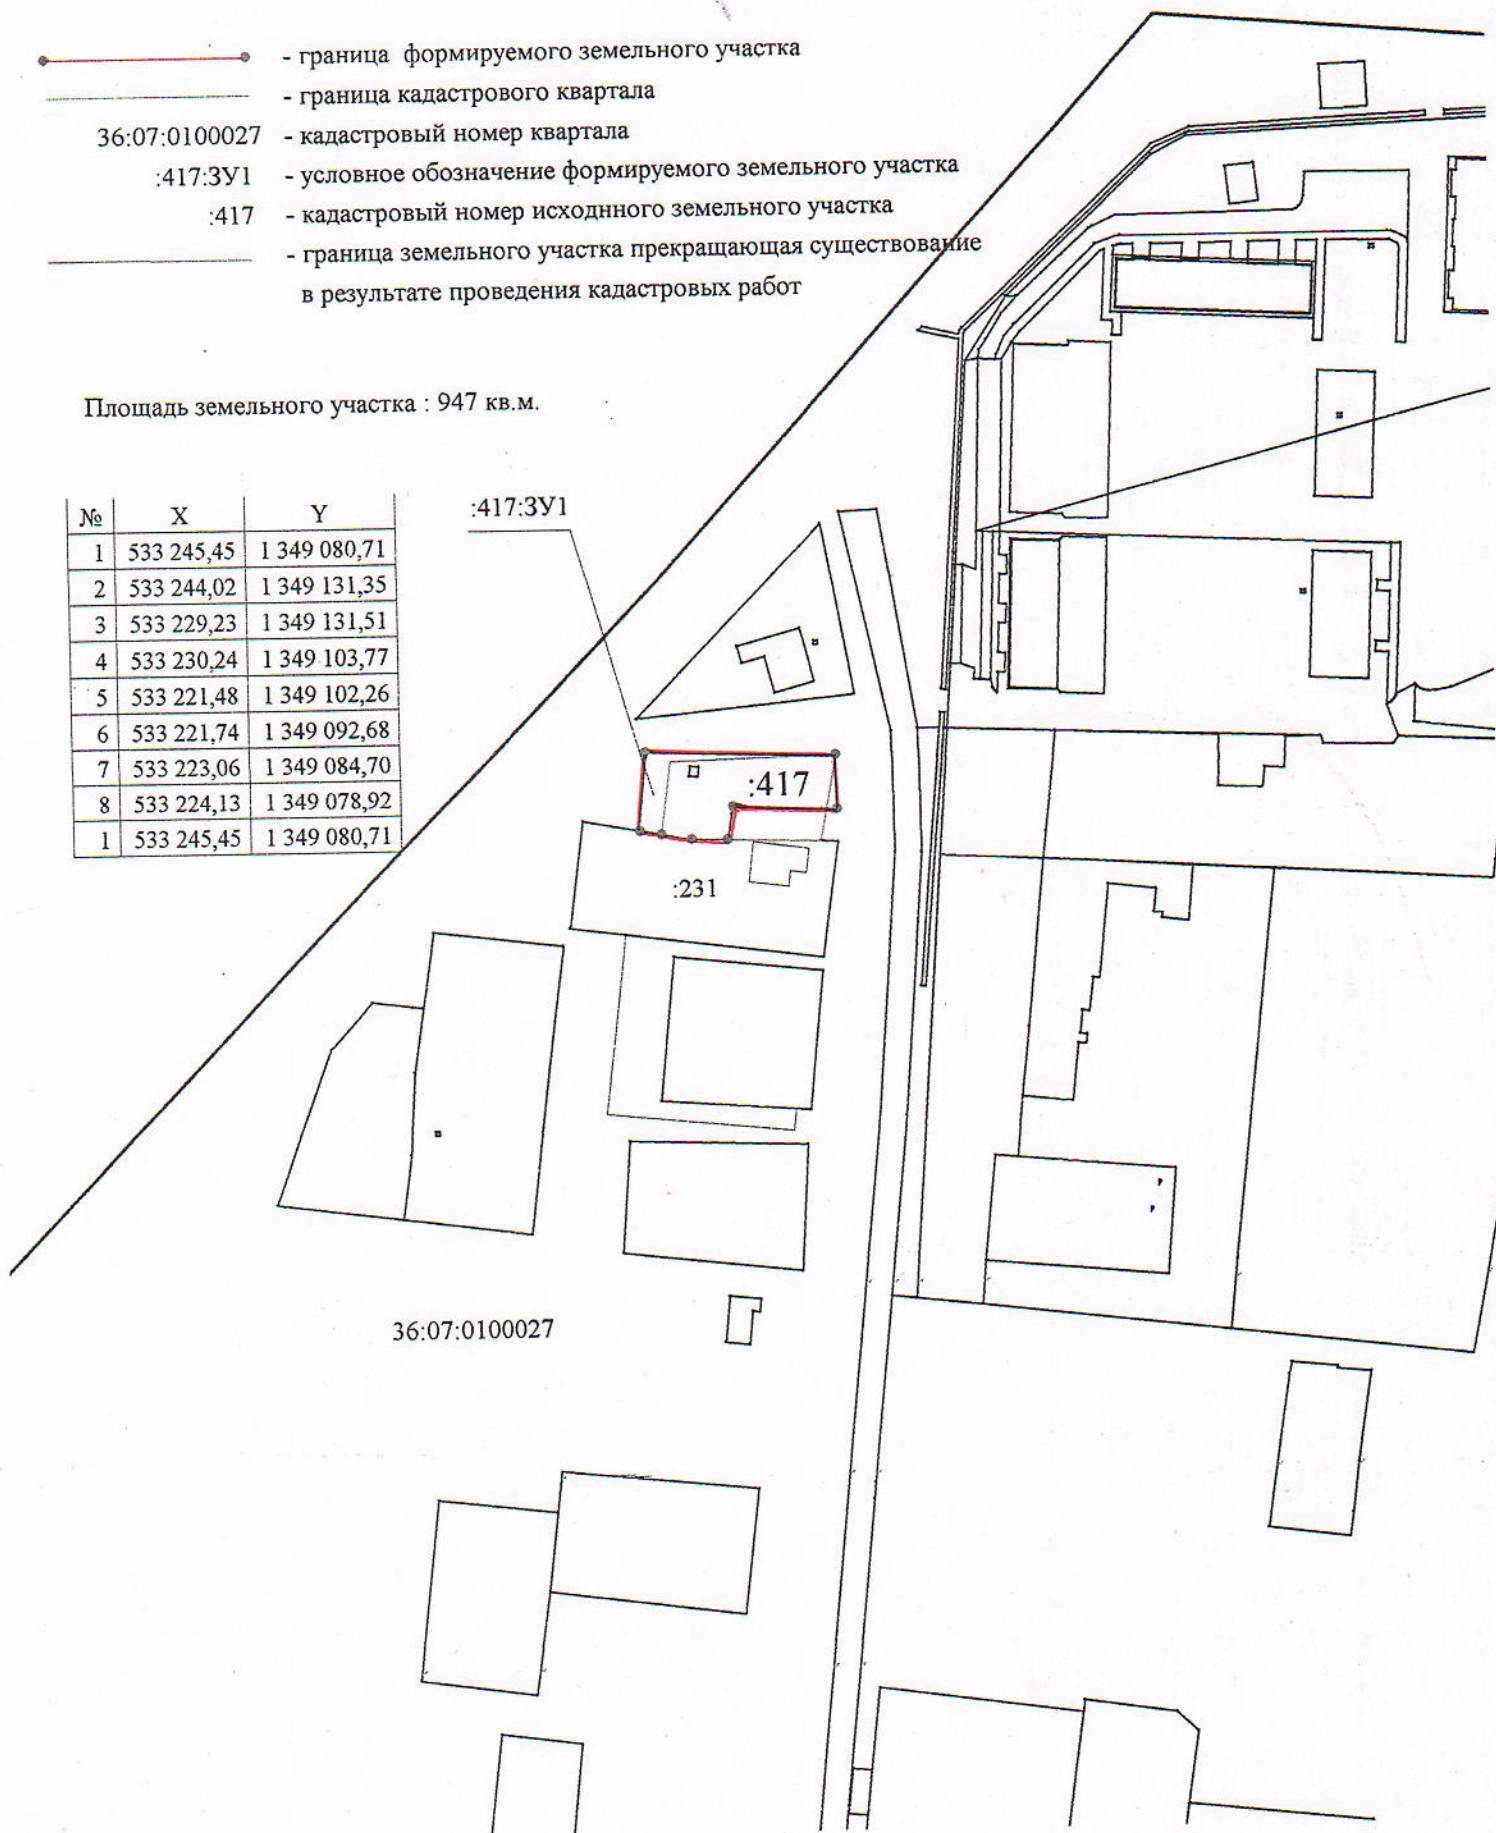 - граница формируемого земельного участка
- граница кадастрового квартала
36:07:0100027 - кадастровый номер квартала
:417:ЗУ1 - условное обозначение формируемого земельного участка
:417 - кадастровый номер исходнного земельного участка
- граница земельного участка прекращающая существование
в результате проведения кадастровых работ
Площадь земельного участка : 947 кв.м.
№ X Y
1 533 245,45 1 349 080,71
2 533 244,02 1 349 131,35
3 533 229,23 1 349 131,51
4 533 230,24 1 349 103,77
5 533 221,48 1 349 102,26
6 533 221,74 1 349 092,68
7 533 223,06 1 349 084,70
8 533 224,13 1 349 078,92
1 533 245,45 1 349 080,71
:417:ЗУ1
:417
:231
36:07:0100027